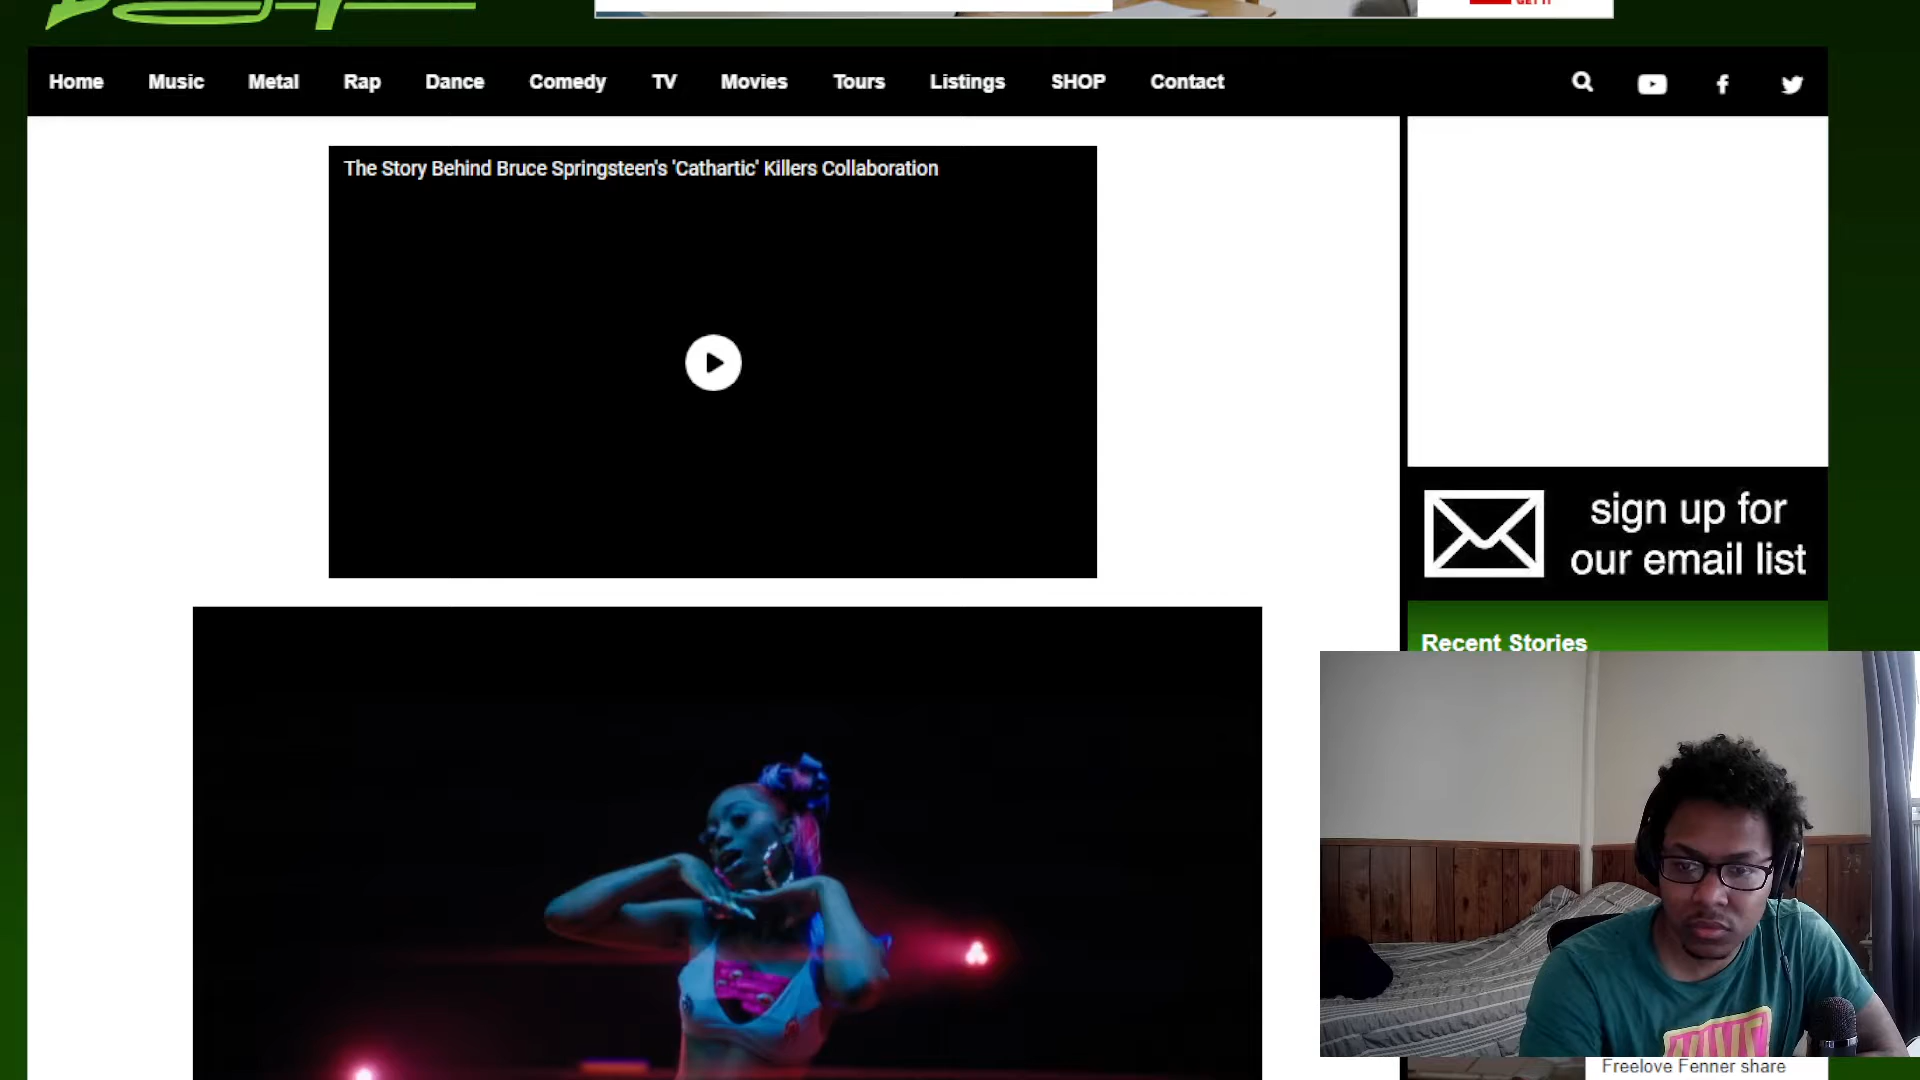 Home Music Metal Rap Dance Comedy TV Movies Tours Listings SHOP Contact
The Story Behind Bruce Springsteen's 'Cathartic' Killers Collaboration
sign up for
our email list
Recent Stories
Freelove Fenner share